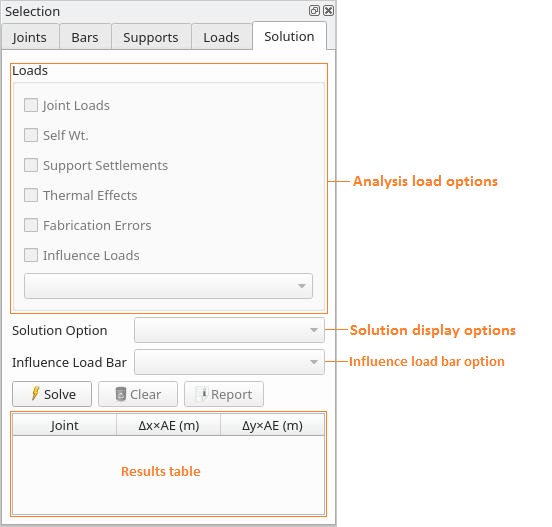 Selection
Joints Bars Supports Loads Solution
Loads
Joint Loads
Self Wt.
Support Settlements
Thermal Effects
Analysis load options
Fabrication Errors
Influence Loads
Solution Option
Solution display options
Influence Load Bar
Influence load bar option
Solve Clear Report
Joint Δx×AE (m) Δy×AE (m)
Results table